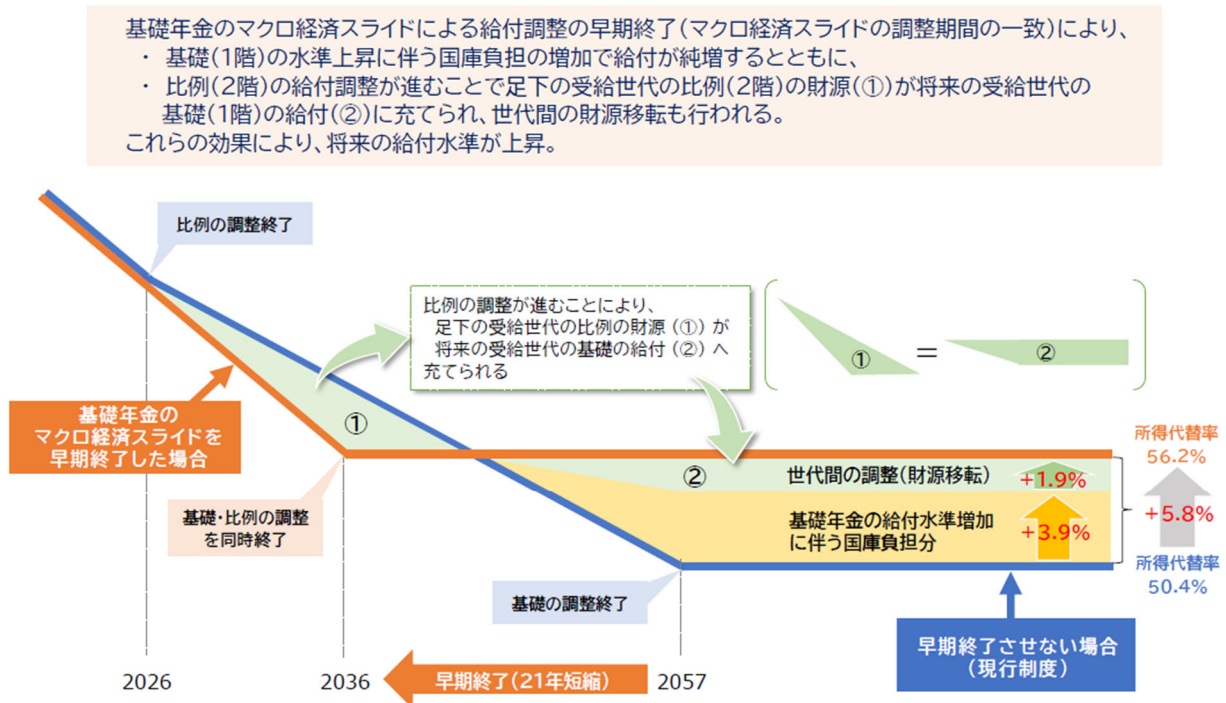 基礎年金のマクロ経済スライドによる給付調整の早期終了(マクロ経済スライドの調整期間の一致)により、
・ 基礎(1階)の水準上昇に伴う国庫負担の増加で給付が純増するとともに、
・ 比例(2階)の給付調整が進むことで足下の受給世代の比例(2階)の財源(①)が将来の受給世代の
基礎(1階)の給付(②)に充てられ、世代間の財源移転も行われる。
これらの効果により、将来の給付水準が上昇。
比例の調整終了
比例の調整が進むことにより、
足下の受給世代の比例の財源(①)が
将来の受給世代の基礎の給付(②)へ
充てられる
① = ②
基礎年金の
マクロ経済スライドを
早期終了した場合
①
基礎・比例の調整
を同時終了
②
世代間の調整(財源移転)
+1.9%
基礎年金の給付水準増加
に伴う国庫負担分
+3.9%
所得代替率
56.2%
+5.8%
所得代替率
50.4%
基礎の調整終了
早期終了させない場合
(現行制度)
2026
2036
早期終了(21年短縮)
2057